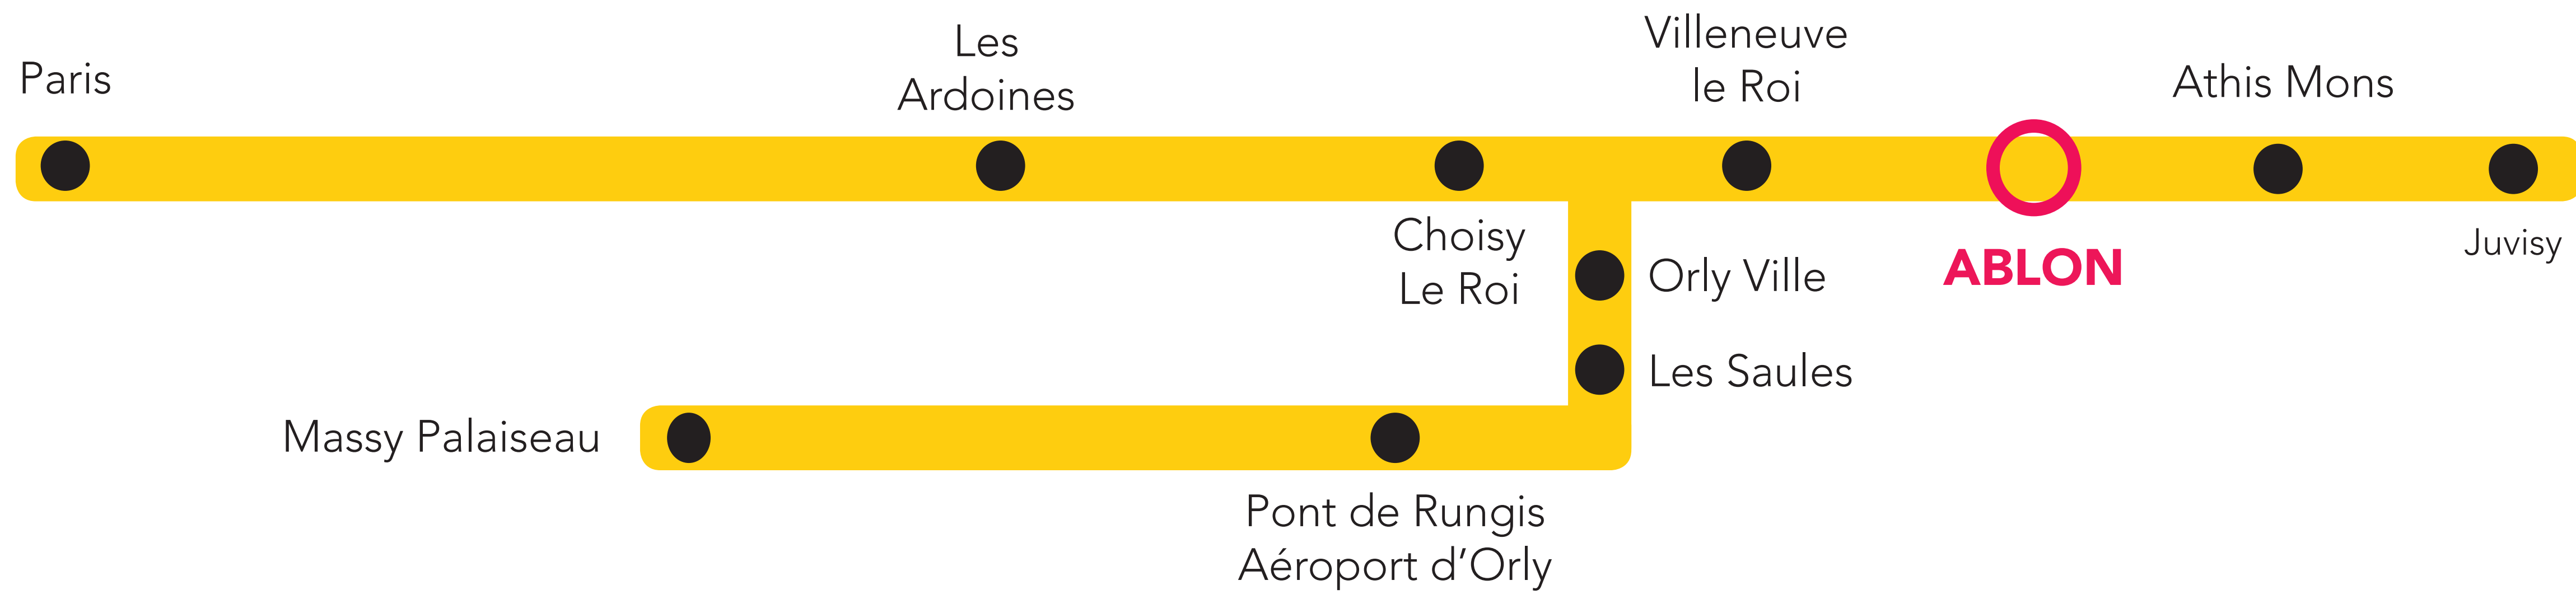 Paris
Les
Ardoines
Choisy
Le Roi
Villeneuve
le Roi
ABLON
Athis Mons
Juvisy
Orly Ville
Les Saules
Massy Palaiseau
Pont de Rungis
Aéroport d’Orly